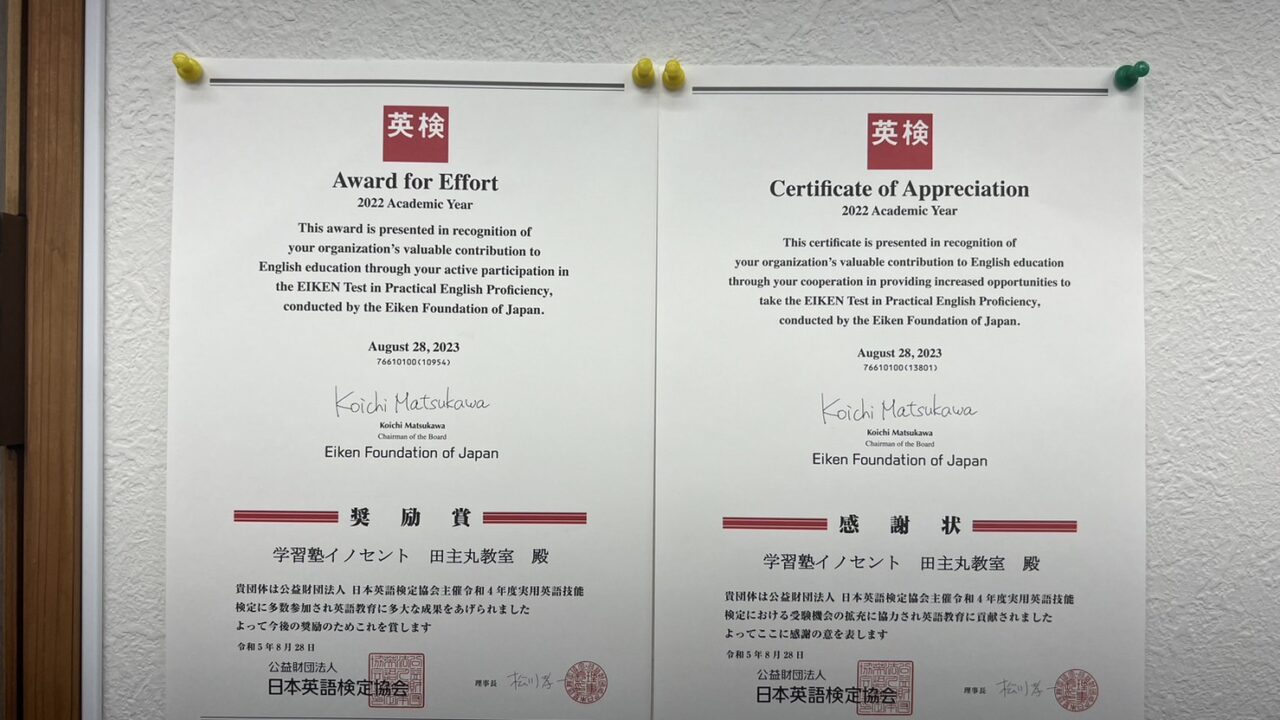 英検
Award for Effort
2022 Academic Year
This award is presented in recognition of
your organization's valuable contribution to
English education through your active participation in
the EIKEN Test in Practical English Proficiency,
conducted by the Eiken Foundation of Japan.
August 28, 2023
76610100(10954)
Koichi Matsukawa
Koichi Matsukawa
Chairman of the Board
Eiken Foundation of Japan
奨励賞
学習塾イノセント 田主丸教室 殿
貴団体は公益財団法人 日本英語検定協会主催令和4年度実用英語技能
検定に多数参加され英語教育に多大な成果をあげられました
よって今後の奨励のためこれを賞します
令和5年8月28日
公益財団法人
日本英語検定協会
理事長 松川孝一
英検
Certificate of Appreciation
2022 Academic Year
This certificate is presented in recognition of
your organization's valuable contribution to English education
through your cooperation in providing increased opportunities to
take the EIKEN Test in Practical English Proficiency,
conducted by the Eiken Foundation of Japan.
August 28, 2023
76610100(13801)
Koichi Matsukawa
Koichi Matsukawa
Chairman of the Board
Eiken Foundation of Japan
感謝状
学習塾イノセント 田主丸教室 殿
貴団体は公益財団法人 日本英語検定協会主催令和4年度実用英語技能
検定における受験機会の拡充に協力され英語教育に貢献されました
よってここに感謝の意を表します
令和5年8月28日
公益財団法人
日本英語検定協会
理事長 松川孝一